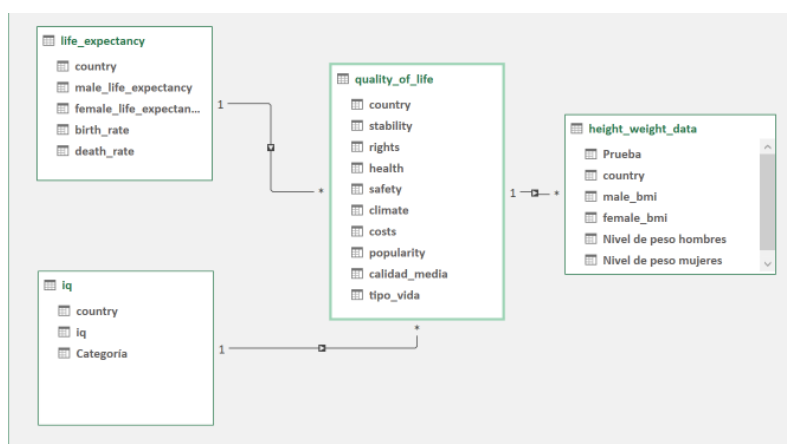 life_expectancy
country
male_life_expectancy
female_life_expectan...
birth_rate
death_rate
1
*
quality_of_life
country
stability
rights
health
safety
climate
costs
popularity
calidad_media
tipo_vida
1
*
height_weight_data
Prueba
country
male_bmi
female_bmi
Nivel de peso hombres
Nivel de peso mujeres
iq
country
iq
Categoría
1
*